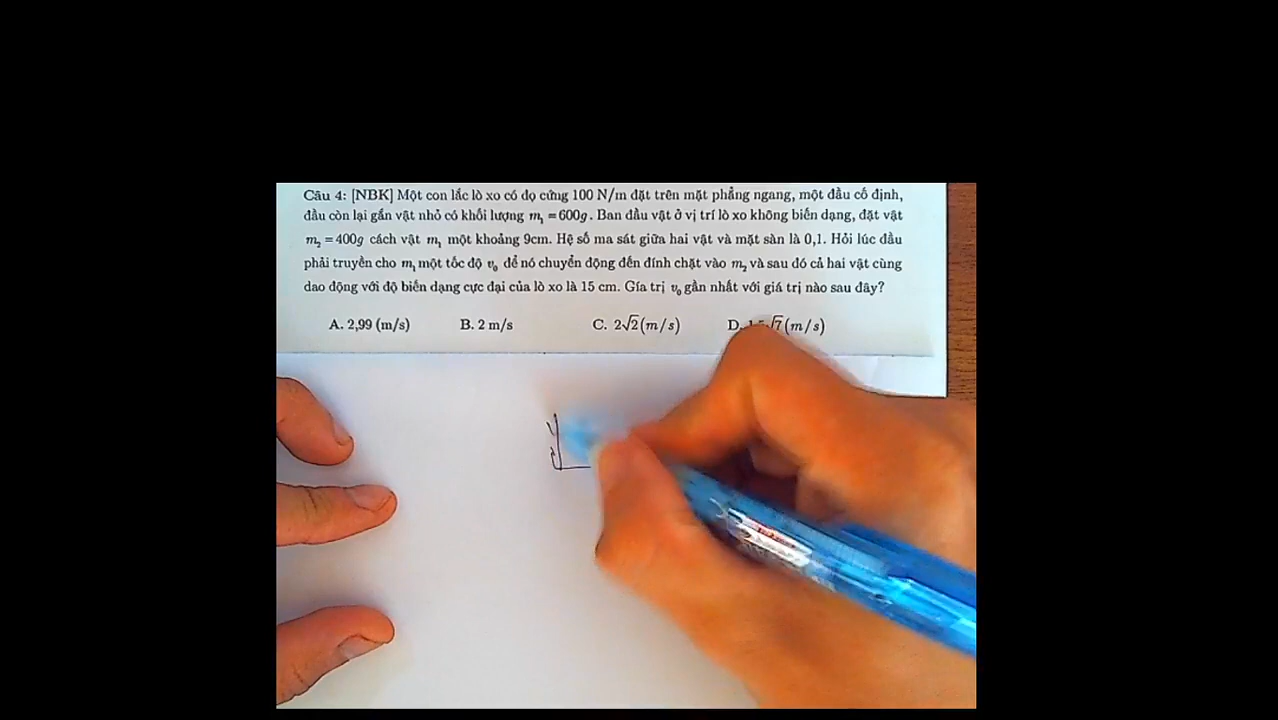 Câu 4: [NBK] Một con lắc lò xo có dọ cứng 100 N/m đặt trên mặt phẳng ngang, một đầu cố định,
đầu còn lại gắn vật nhỏ có khối lượng m₁ = 600g. Ban đầu vật ở vị trí lò xo không biến dạng, đặt vật
m₂ = 400g cách vật m₁ một khoảng 9cm. Hệ số ma sát giữa hai vật và mặt sàn là 0,1. Hỏi lúc đầu
phải truyền cho m₁ một tốc độ v₀ để nó chuyển động đến đính chặt vào m₂ và sau đó cả hai vật cùng
dao động với độ biến dạng cực đại của lò xo là 15 cm. Gía trị v₀ gần nhất với giá trị nào sau đây?
A. 2,99 (m/s) B. 2 m/s C. 2√2(m/s) D. √7(m/s)